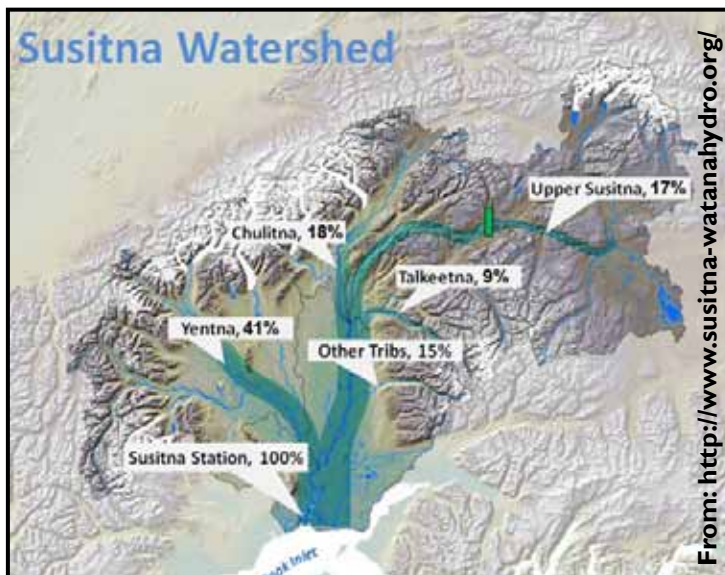 Susitna Watershed
Upper Susitna, 17%
Chulitna, 18%
Talkeetna, 9%
Yentna, 41%
Other Tribs, 15%
Susitna Station, 100%
Inlet
From: http://www.susitna-watanahydro.org/